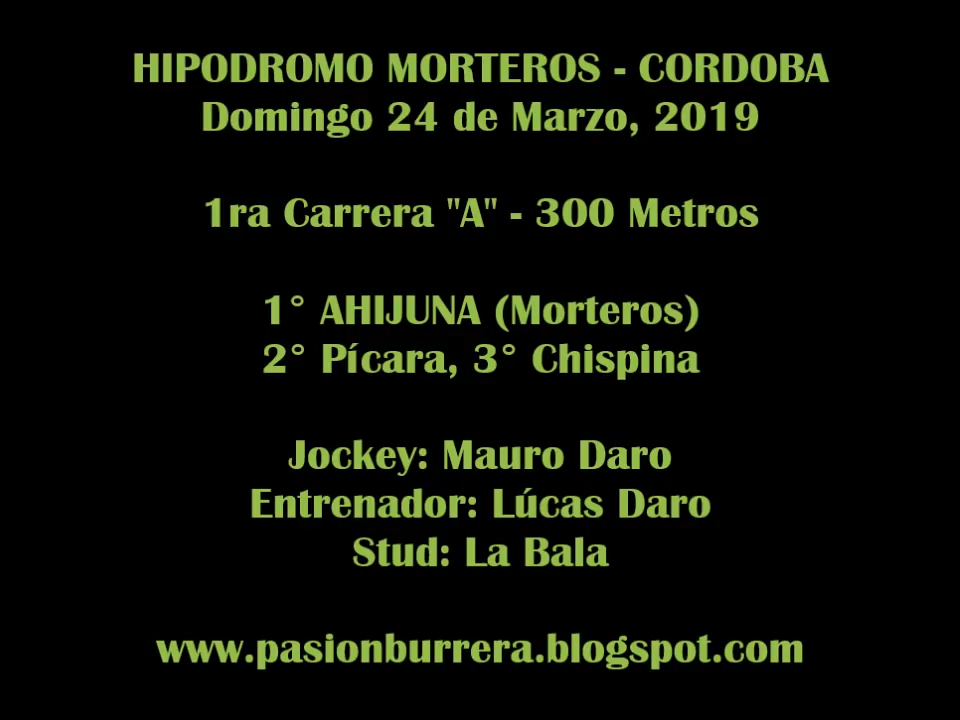 HIPODROMO MORTEROS - CORDOBA
Domingo 24 de Marzo, 2019
1ra Carrera "A" - 300 Metros
1° AHIJUNA (Morteros)
2° Pícara, 3° Chispina
Jockey: Mauro Daro
Entrenador: Lúcas Daro
Stud: La Bala
www.pasionburrera.blogspot.com